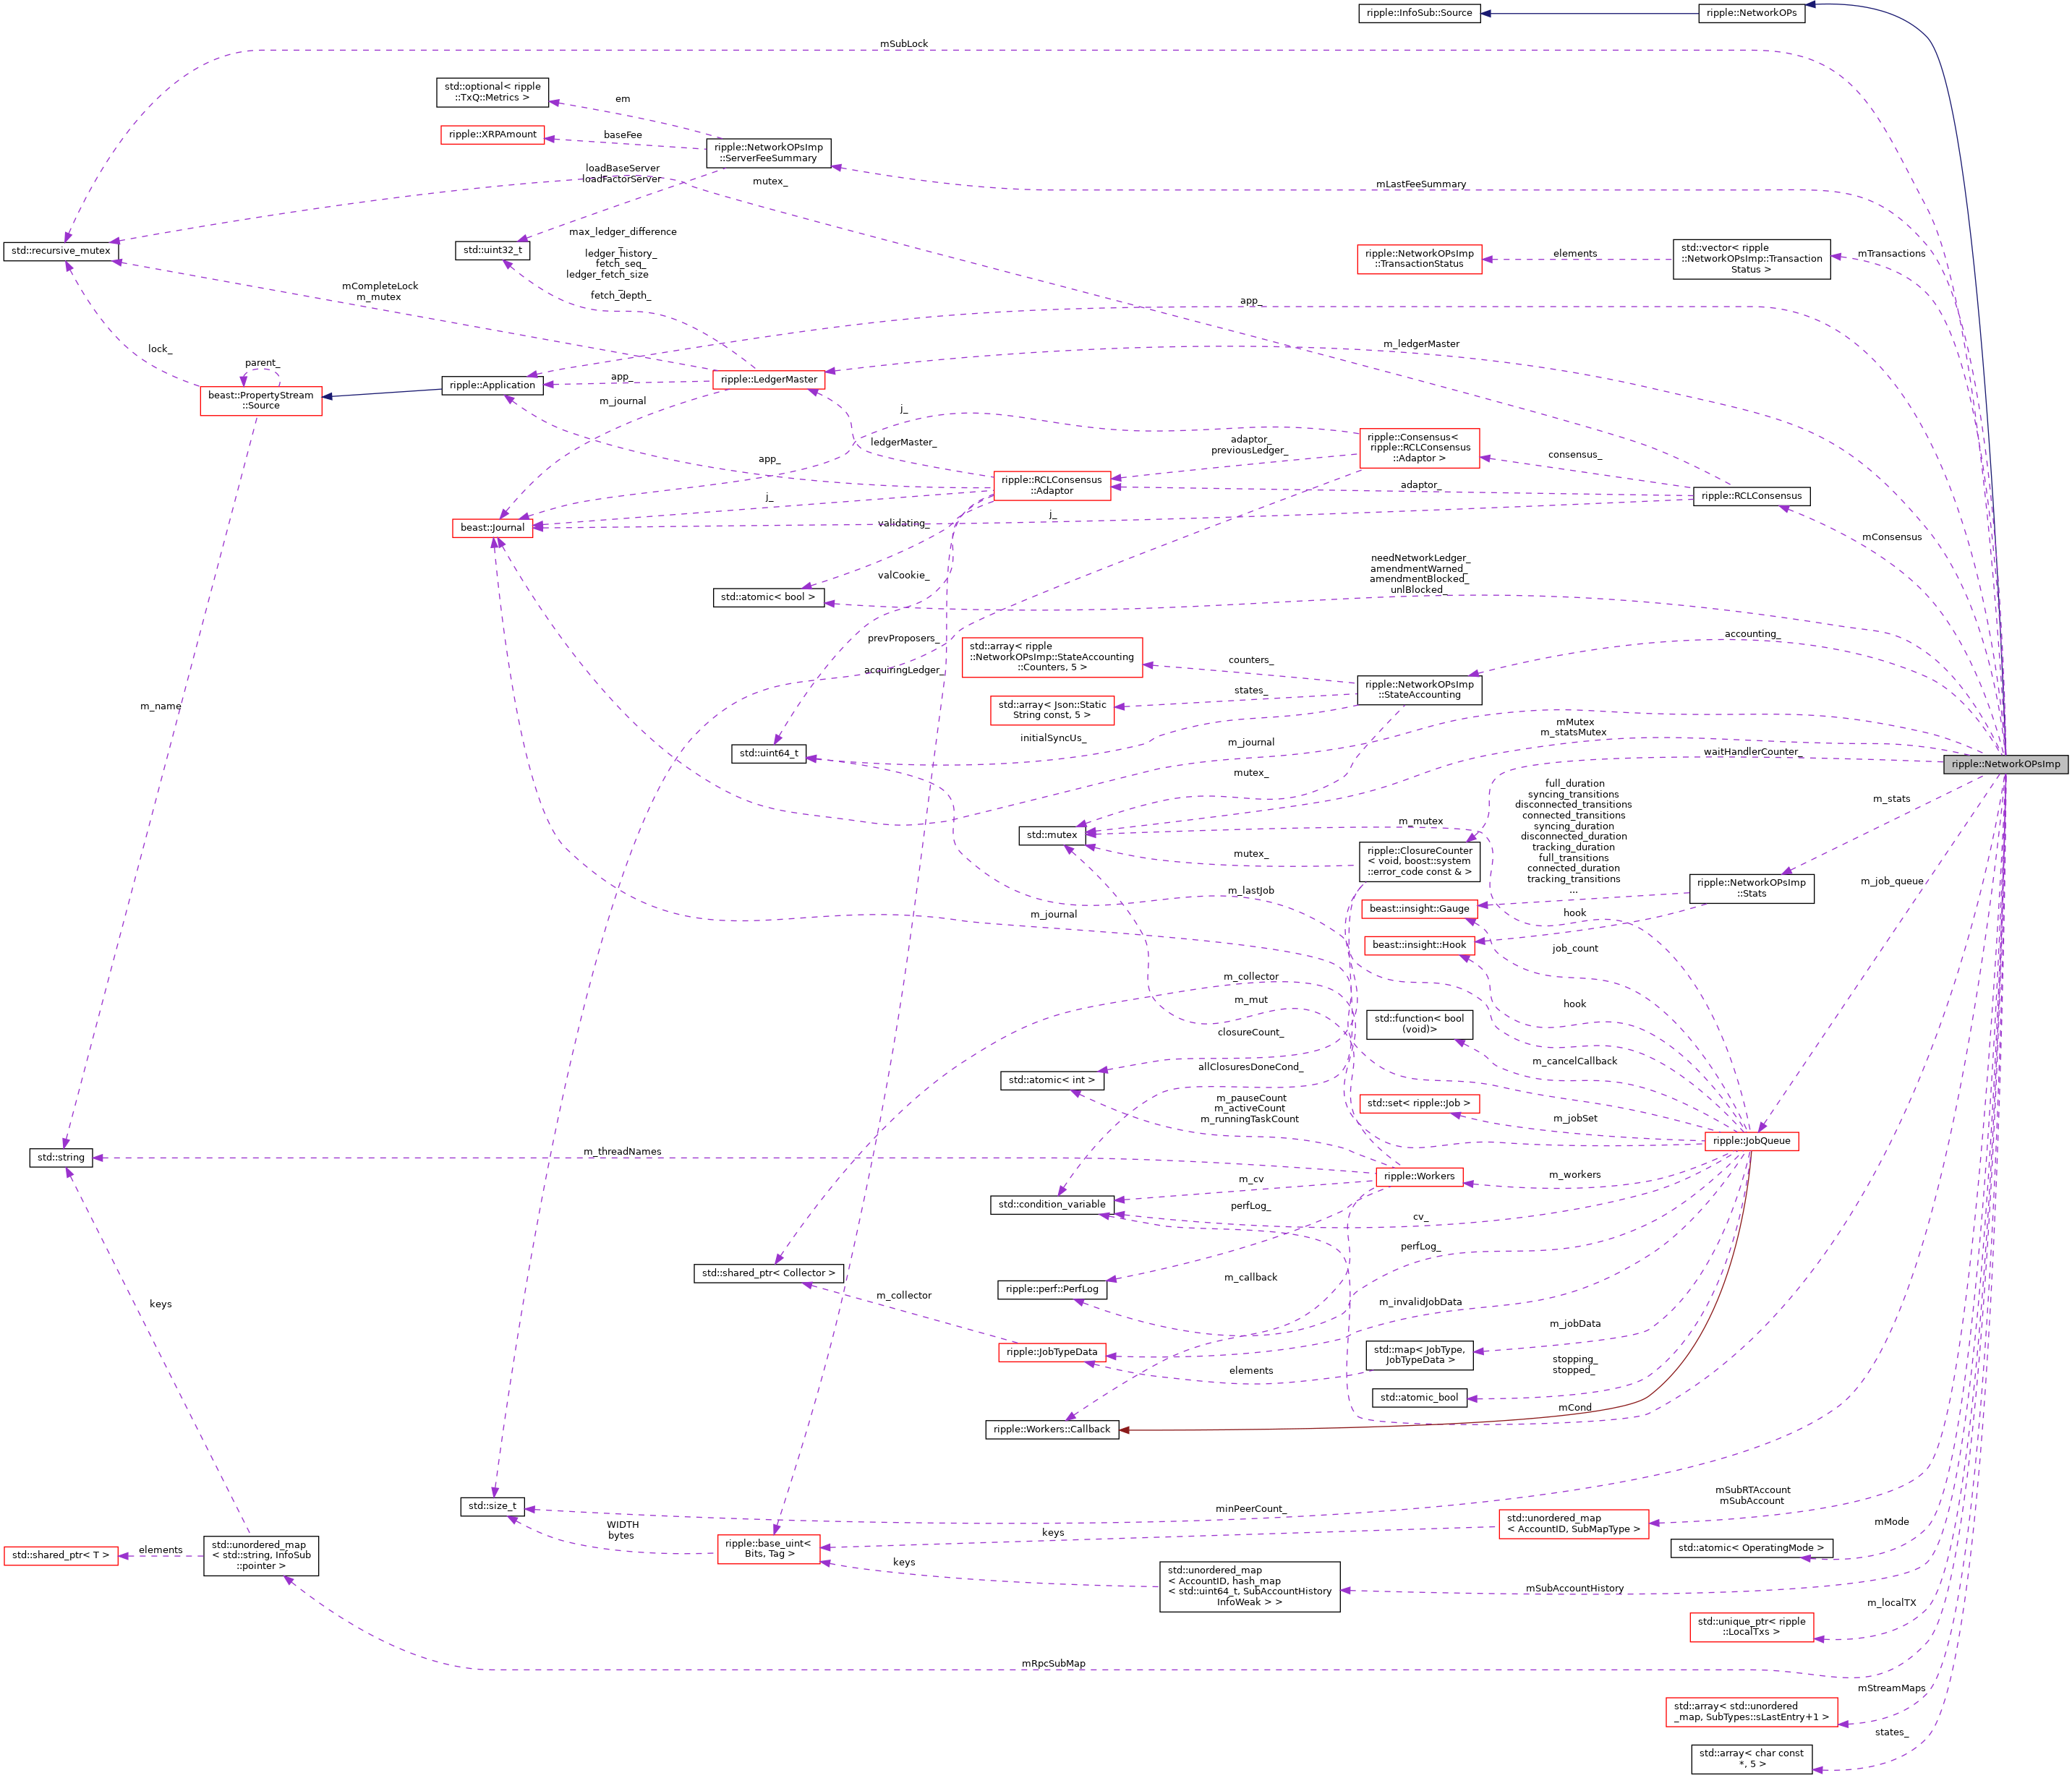 ripple::InfoSub::Source
ripple::NetworkOPs
mSubLock
std::optional< ripple
::TxQ::Metrics >
em
ripple::XRPAmount
baseFee
ripple::NetworkOPsImp
::ServerFeeSummary
loadBaseServer
loadFactorServer
mutex_
mLastFeeSummary
std::recursive_mutex
std::uint32_t
max_ledger_difference
_
ledger_history_
fetch_seq_
ledger_fetch_size
_
fetch_depth_
ripple::NetworkOPsImp
::TransactionStatus
elements
std::vector< ripple
::NetworkOPsImp::Transaction
Status >
mTransactions
mCompleteLock
m_mutex
app_
lock_
parent_
m_ledgerMaster
beast::PropertyStream
::Source
ripple::Application
app_
ripple::LedgerMaster
m_journal
j_
ledgerMaster_
adaptor_
previousLedger_
ripple::Consensus<
ripple::RCLConsensus
::Adaptor >
consensus_
app_
ripple::RCLConsensus
::Adaptor
adaptor_
ripple::RCLConsensus
j_
beast::Journal
validating_
j_
mConsensus
valCookie_
std::atomic< bool >
needNetworkLedger_
amendmentWarned_
amendmentBlocked_
unlBlocked_
prevProposers_
acquiringLedger_
std::array< ripple
::NetworkOPsImp::StateAccounting
::Counters, 5 >
counters_
accounting_
ripple::NetworkOPsImp
::StateAccounting
states_
std::array< Json::Static
String const, 5 >
m_name
initialSyncUs_
m_journal
mMutex
m_statsMutex
std::uint64_t
waitHandlerCounter_
ripple::NetworkOPsImp
mutex_
full_duration
syncing_transitions
disconnected_transitions
connected_transitions
syncing_duration
disconnected_duration
tracking_duration
full_transitions
connected_duration
tracking_transitions
...
m_stats
std::mutex
m_mutex
mutex_
ripple::ClosureCounter
< void, boost::system
::error_code const & >
ripple::NetworkOPsImp
::Stats
m_job_queue
m_lastJob
m_journal
beast::insight::Gauge
hook
beast::insight::Hook
job_count
m_collector
m_mut
hook
std::function< bool
(void)>
closureCount_
m_cancelCallback
allClosuresDoneCond_
std::atomic< int >
m_pauseCount
m_activeCount
m_runningTaskCount
std::set< ripple::Job >
m_jobSet
ripple::JobQueue
std::string
m_threadNames
ripple::Workers
m_workers
m_cv
std::condition_variable
perfLog_
cv_
perfLog_
std::shared_ptr< Collector >
ripple::perf::PerfLog
m_callback
keys
m_collector
m_invalidJobData
m_jobData
ripple::JobTypeData
std::map< JobType,
JobTypeData >
elements
stopping_
stopped_
std::atomic_bool
mCond
ripple::Workers::Callback
std::size_t
minPeerCount_
mSubRTAccount
mSubAccount
std::unordered_map
< AccountID, SubMapType >
WIDTH
bytes
keys
mMode
std::atomic< OperatingMode >
std::shared_ptr< T >
elements
std::unordered_map
< std::string, InfoSub
::pointer >
ripple::base_uint<
Bits, Tag >
keys
std::unordered_map
< AccountID, hash_map
< std::uint64_t, SubAccountHistory
InfoWeak > >
mSubAccountHistory
m_localTX
std::unique_ptr< ripple
::LocalTxs >
mRpcSubMap
mStreamMaps
std::array< std::unordered
_map, SubTypes::sLastEntry+1 >
states_
std::array< char const
*, 5 >